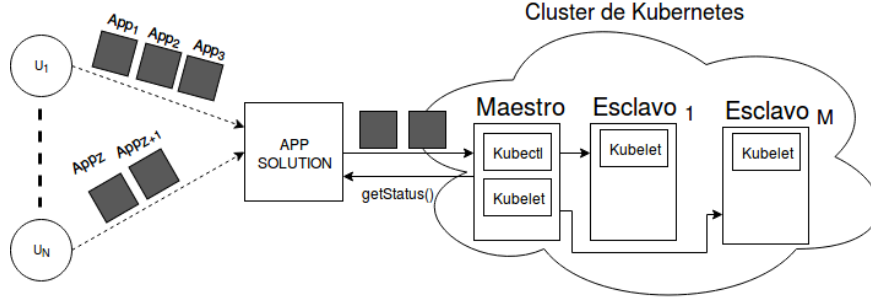 Cluster de Kubernetes
App1 App2 App3
U1
Maestro
Esclavo 1
Esclavo M
APP
SOLUTION
Kubectl
Kubelet
Kubelet
Kubelet
getStatus()
AppZ AppZ+1
UN